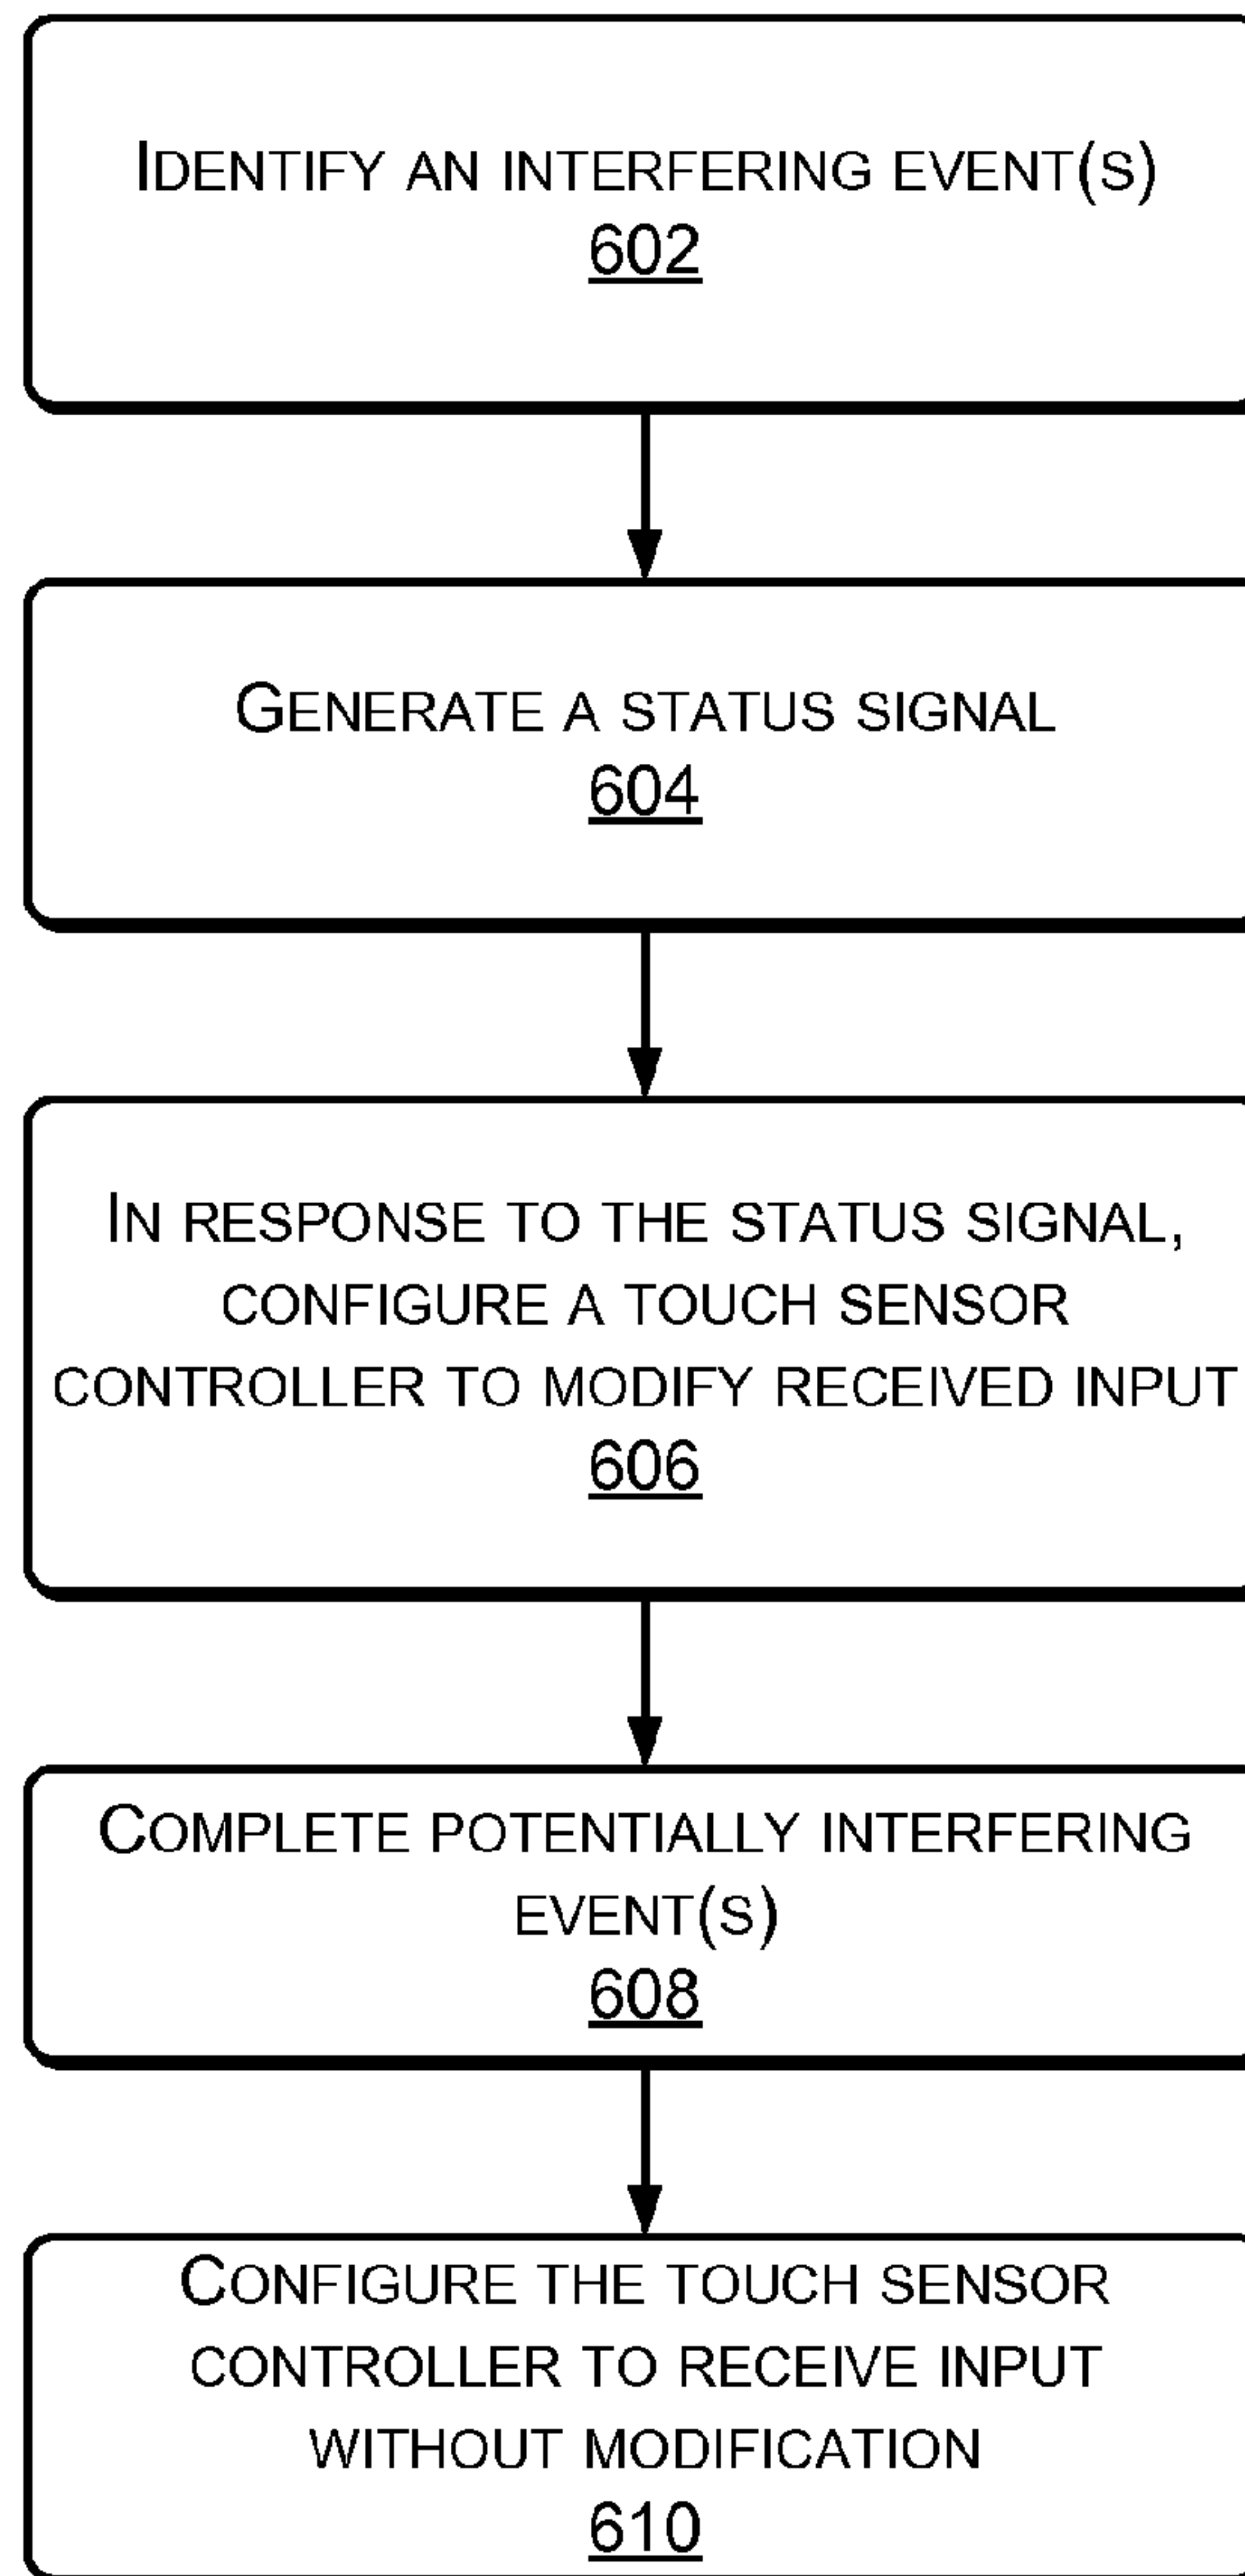 IDENTIFY AN INTERFERING EVENT(S)
602
GENERATE A STATUS SIGNAL
604
IN RESPONSE TO THE STATUS SIGNAL,
CONFIGURE A TOUCH SENSOR
CONTROLLER TO MODIFY RECEIVED INPUT
606
COMPLETE POTENTIALLY INTERFERING
EVENT(S)
608
CONFIGURE THE TOUCH SENSOR
CONTROLLER TO RECEIVE INPUT
WITHOUT MODIFICATION
610